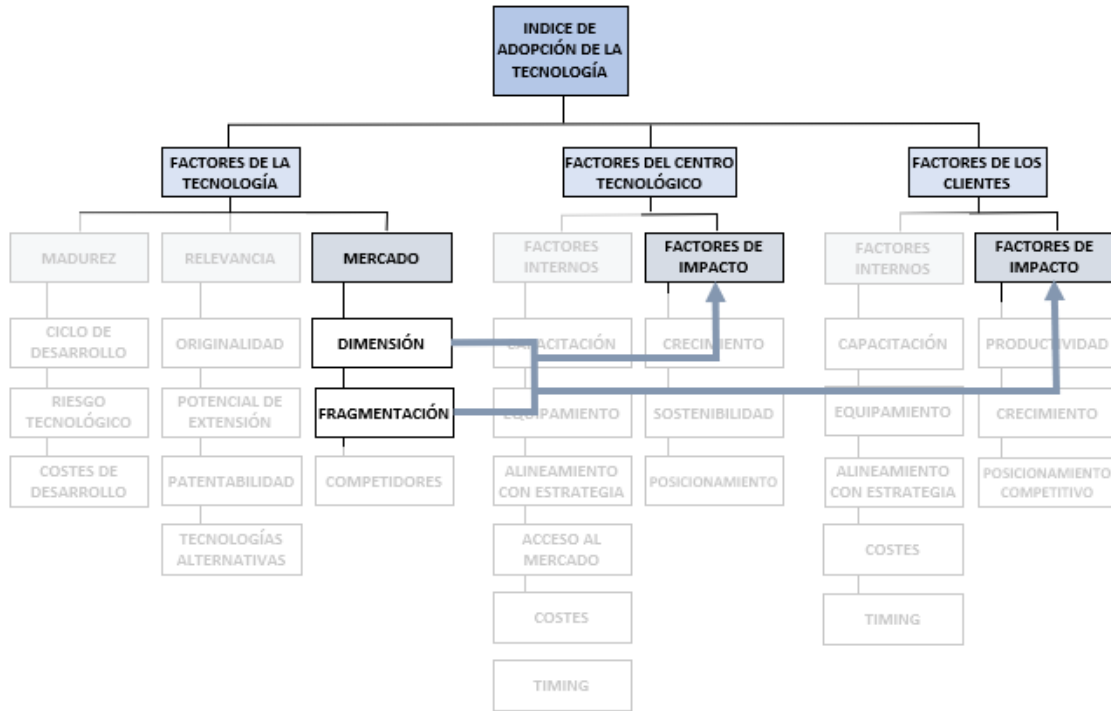 INDICE DE
ADOPCIÓN DE LA
TECNOLOGÍA
FACTORES DE LA
TECNOLOGÍA
FACTORES DEL CENTRO
TECNOLÓGICO
FACTORES DE LOS
CLIENTES
MADUREZ
RELEVANCIA
MERCADO
FACTORES
INTERNOS
FACTORES DE
IMPACTO
FACTORES
INTERNOS
FACTORES DE
IMPACTO
CICLO DE
DESARROLLO
ORIGINALIDAD
DIMENSIÓN
CAPACITACIÓN
CRECIMIENTO
CAPACITACIÓN
PRODUCTIVIDAD
RIESGO
TECNOLÓGICO
POTENCIAL DE
EXTENSIÓN
FRAGMENTACIÓN
EQUIPAMIENTO
SOSTENIBILIDAD
EQUIPAMIENTO
CRECIMIENTO
COSTES DE
DESARROLLO
PATENTABILIDAD
COMPETIDORES
ALINEAMIENTO
CON ESTRATEGIA
POSICIONAMIENTO
ALINEAMIENTO
CON ESTRATEGIA
POSICIONAMIENTO
COMPETITIVO
TECNOLOGÍAS
ALTERNATIVAS
ACCESO AL
MERCADO
COSTES
COSTES
TIMING
TIMING